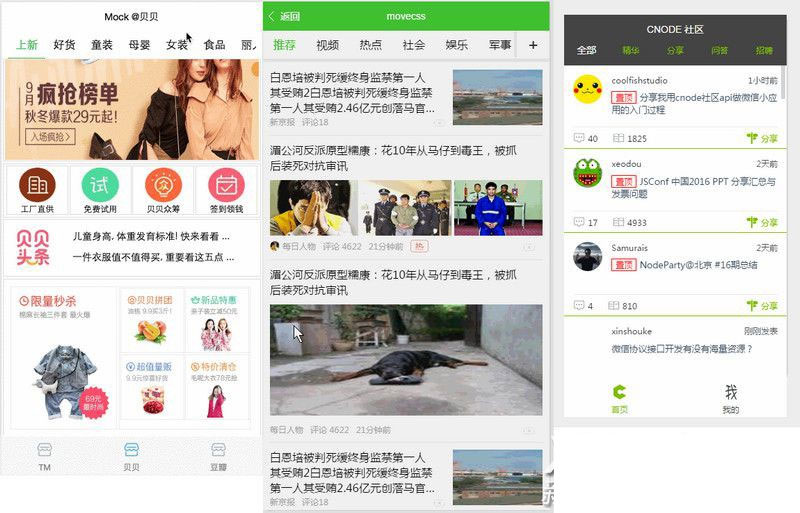 Mock @贝贝
上新 好货 童装 母婴 女装 食品
9月疯抢榜单
秋冬爆款29元起!
入场疯抢 >
工厂直供 免费试用 贝贝众筹 签到领钱
试
贝贝头条
儿童身高, 体重发育标准! 快来看看 ...
一件衣服值不值得买, 重要看这五点 ...
限量秒杀
棉麻长袖三件套 最火爆
69元
限时尚
贝贝拼团
油桃 9.9买3斤!
新品特惠
亲子装立减50元
超值量贩
9.9元惊喜好货
特价清仓
毛呢大衣78元抢
TM 贝贝 豆瓣
返回
movecss
推荐 视频 热点 社会 娱乐 军事 +
白恩培被判死缓终身监禁第一人
其受贿2白恩培被判死缓终身监禁
第一人其受贿2.46亿元创落马官...
新京报 评论18
湄公河反派原型糯康：花10年从马仔到毒王，被抓
后装死对抗审讯
每日人物 评论 4622 21分钟前 热
湄公河反派原型糯康：花10年从马仔到毒王，被抓
后装死对抗审讯
每日人物 评论 4622 21分钟前
白恩培被判死缓终身监禁第一人
其受贿2白恩培被判死缓终身监禁
第一人其受贿2.46亿元创落马官...
新京报 评论18
CNODE 社区
全部 精华 分享 问答 招聘
coolfishstudio 1小时前
置顶 分享我用cnode社区api做微信小应
用的入门过程
40 1825 分享
xeodou 2天前
置顶 JSConf 中国2016 PPT 分享汇总与
发票问题
17 4933 分享
Samurais 2天前
置顶 NodeParty@北京 #16期总结
4 810 分享
xinshouke 刚刚发表
微信协议接口开发有没有海量资源？
首页 我的